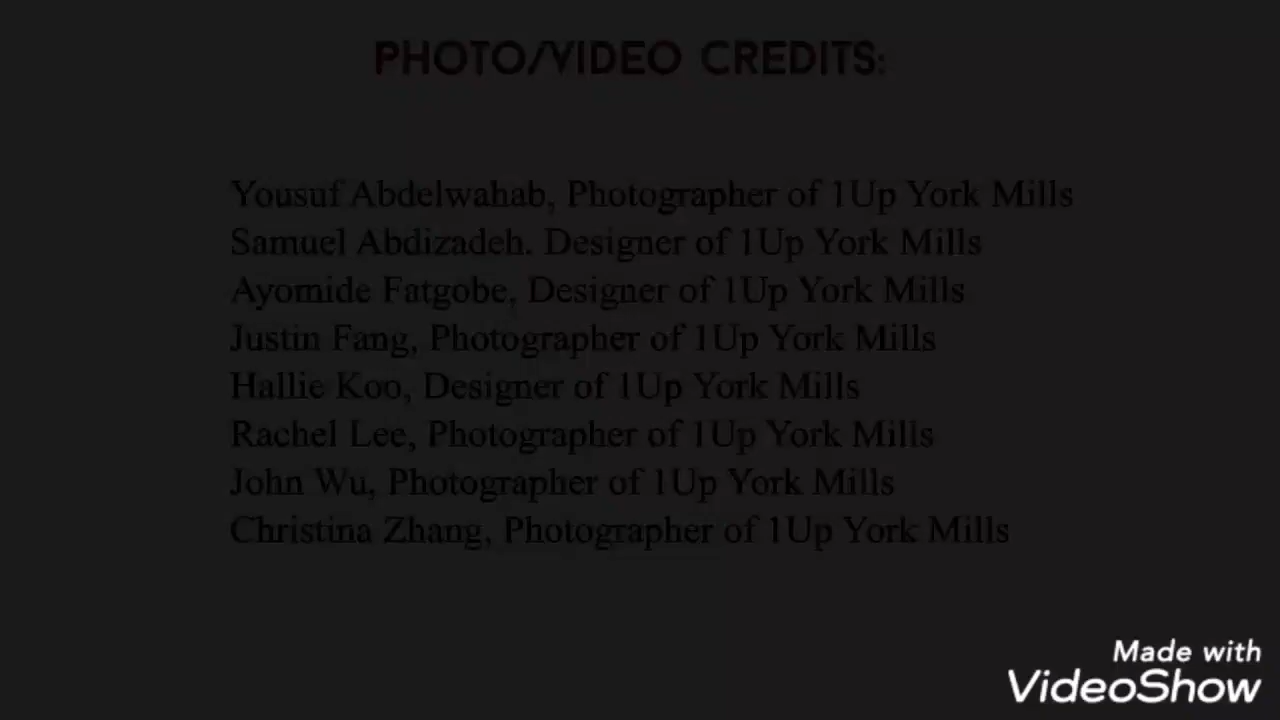 PHOTO/VIDEO CREDITS:
Yousuf Abdelwahab, Photographer of 1Up York Mills
Samuel Abdizadeh. Designer of 1Up York Mills
Ayomide Fatgobe, Designer of 1Up York Mills
Justin Fang, Photographer of 1Up York Mills
Hallie Koo, Designer of 1Up York Mills
Rachel Lee, Photographer of 1Up York Mills
John Wu, Photographer of 1Up York Mills
Christina Zhang, Photographer of 1Up York Mills
Made with
VideoShow